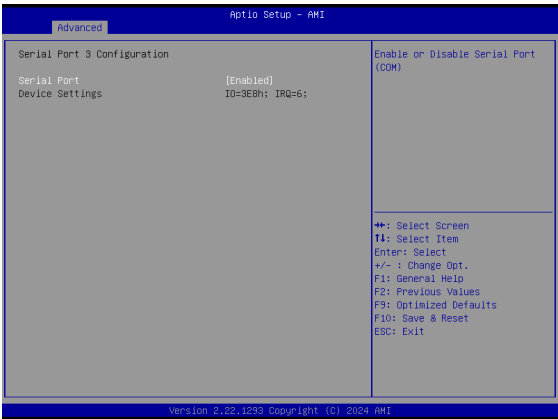 Aptio Setup - AMI
Advanced
Serial Port 3 Configuration
Serial Port [Enabled]
Device Settings IO=3E8h; IRQ=6;
Enable or Disable Serial Port
(COM)
→←: Select Screen
↑↓: Select Item
Enter: Select
+/- : Change Opt.
F1: General Help
F2: Previous Values
F9: Optimized Defaults
F10: Save & Reset
ESC: Exit
Version 2.22.1293 Copyright (C) 2024 AMI